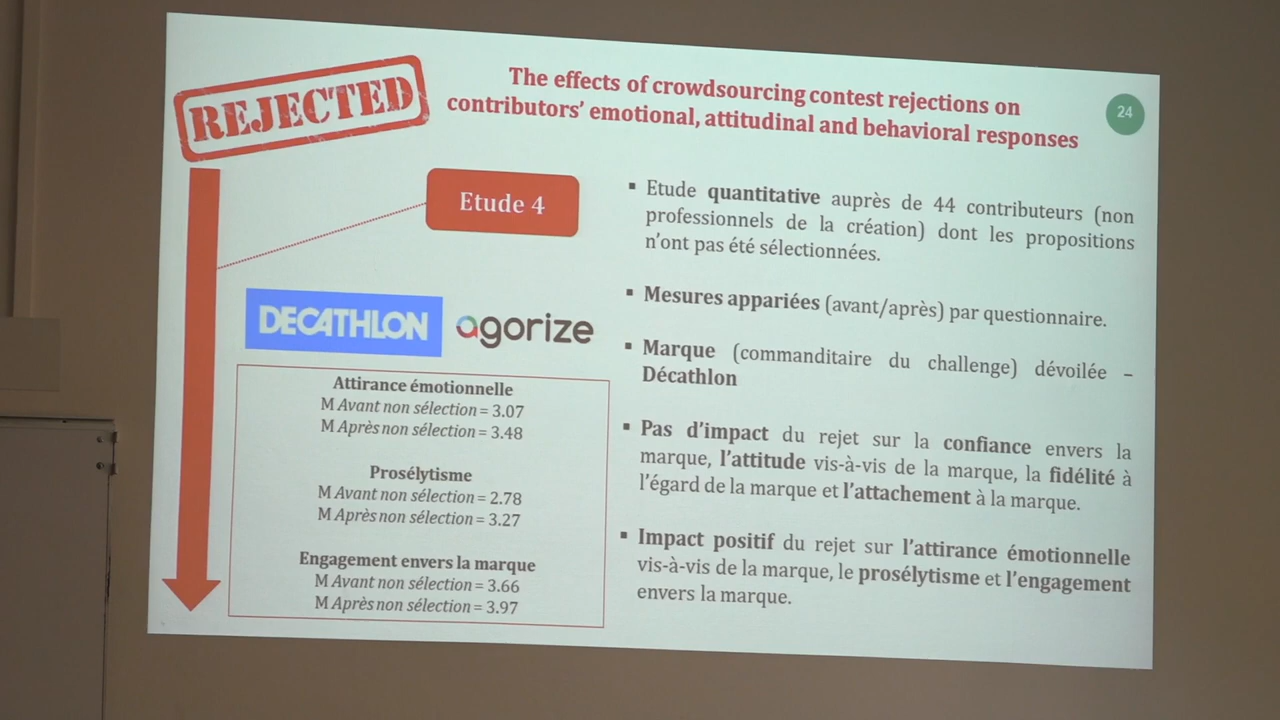 REJECTED
The effects of crowdsourcing contest rejections on
contributors' emotional, attitudinal and behavioral responses
24
Etude 4
DECATHLON
agorize
Attirance émotionnelle
M Avant non sélection = 3.07
M Après non sélection = 3.48
Prosélytisme
M Avant non sélection = 2.78
M Après non sélection = 3.27
Engagement envers la marque
M Avant non sélection = 3.66
M Après non sélection = 3.97
▪ Etude quantitative auprès de 44 contributeurs (non
professionnels de la création) dont les propositions
n'ont pas été sélectionnées.
▪ Mesures appariées (avant/après) par questionnaire.
▪ Marque (commanditaire du challenge) dévoilée –
Décathlon
▪ Pas d'impact du rejet sur la confiance envers la
marque, l'attitude vis-à-vis de la marque, la fidélité à
l'égard de la marque et l'attachement à la marque.
▪ Impact positif du rejet sur l'attirance émotionnelle
vis-à-vis de la marque, le prosélytisme et l'engagement
envers la marque.